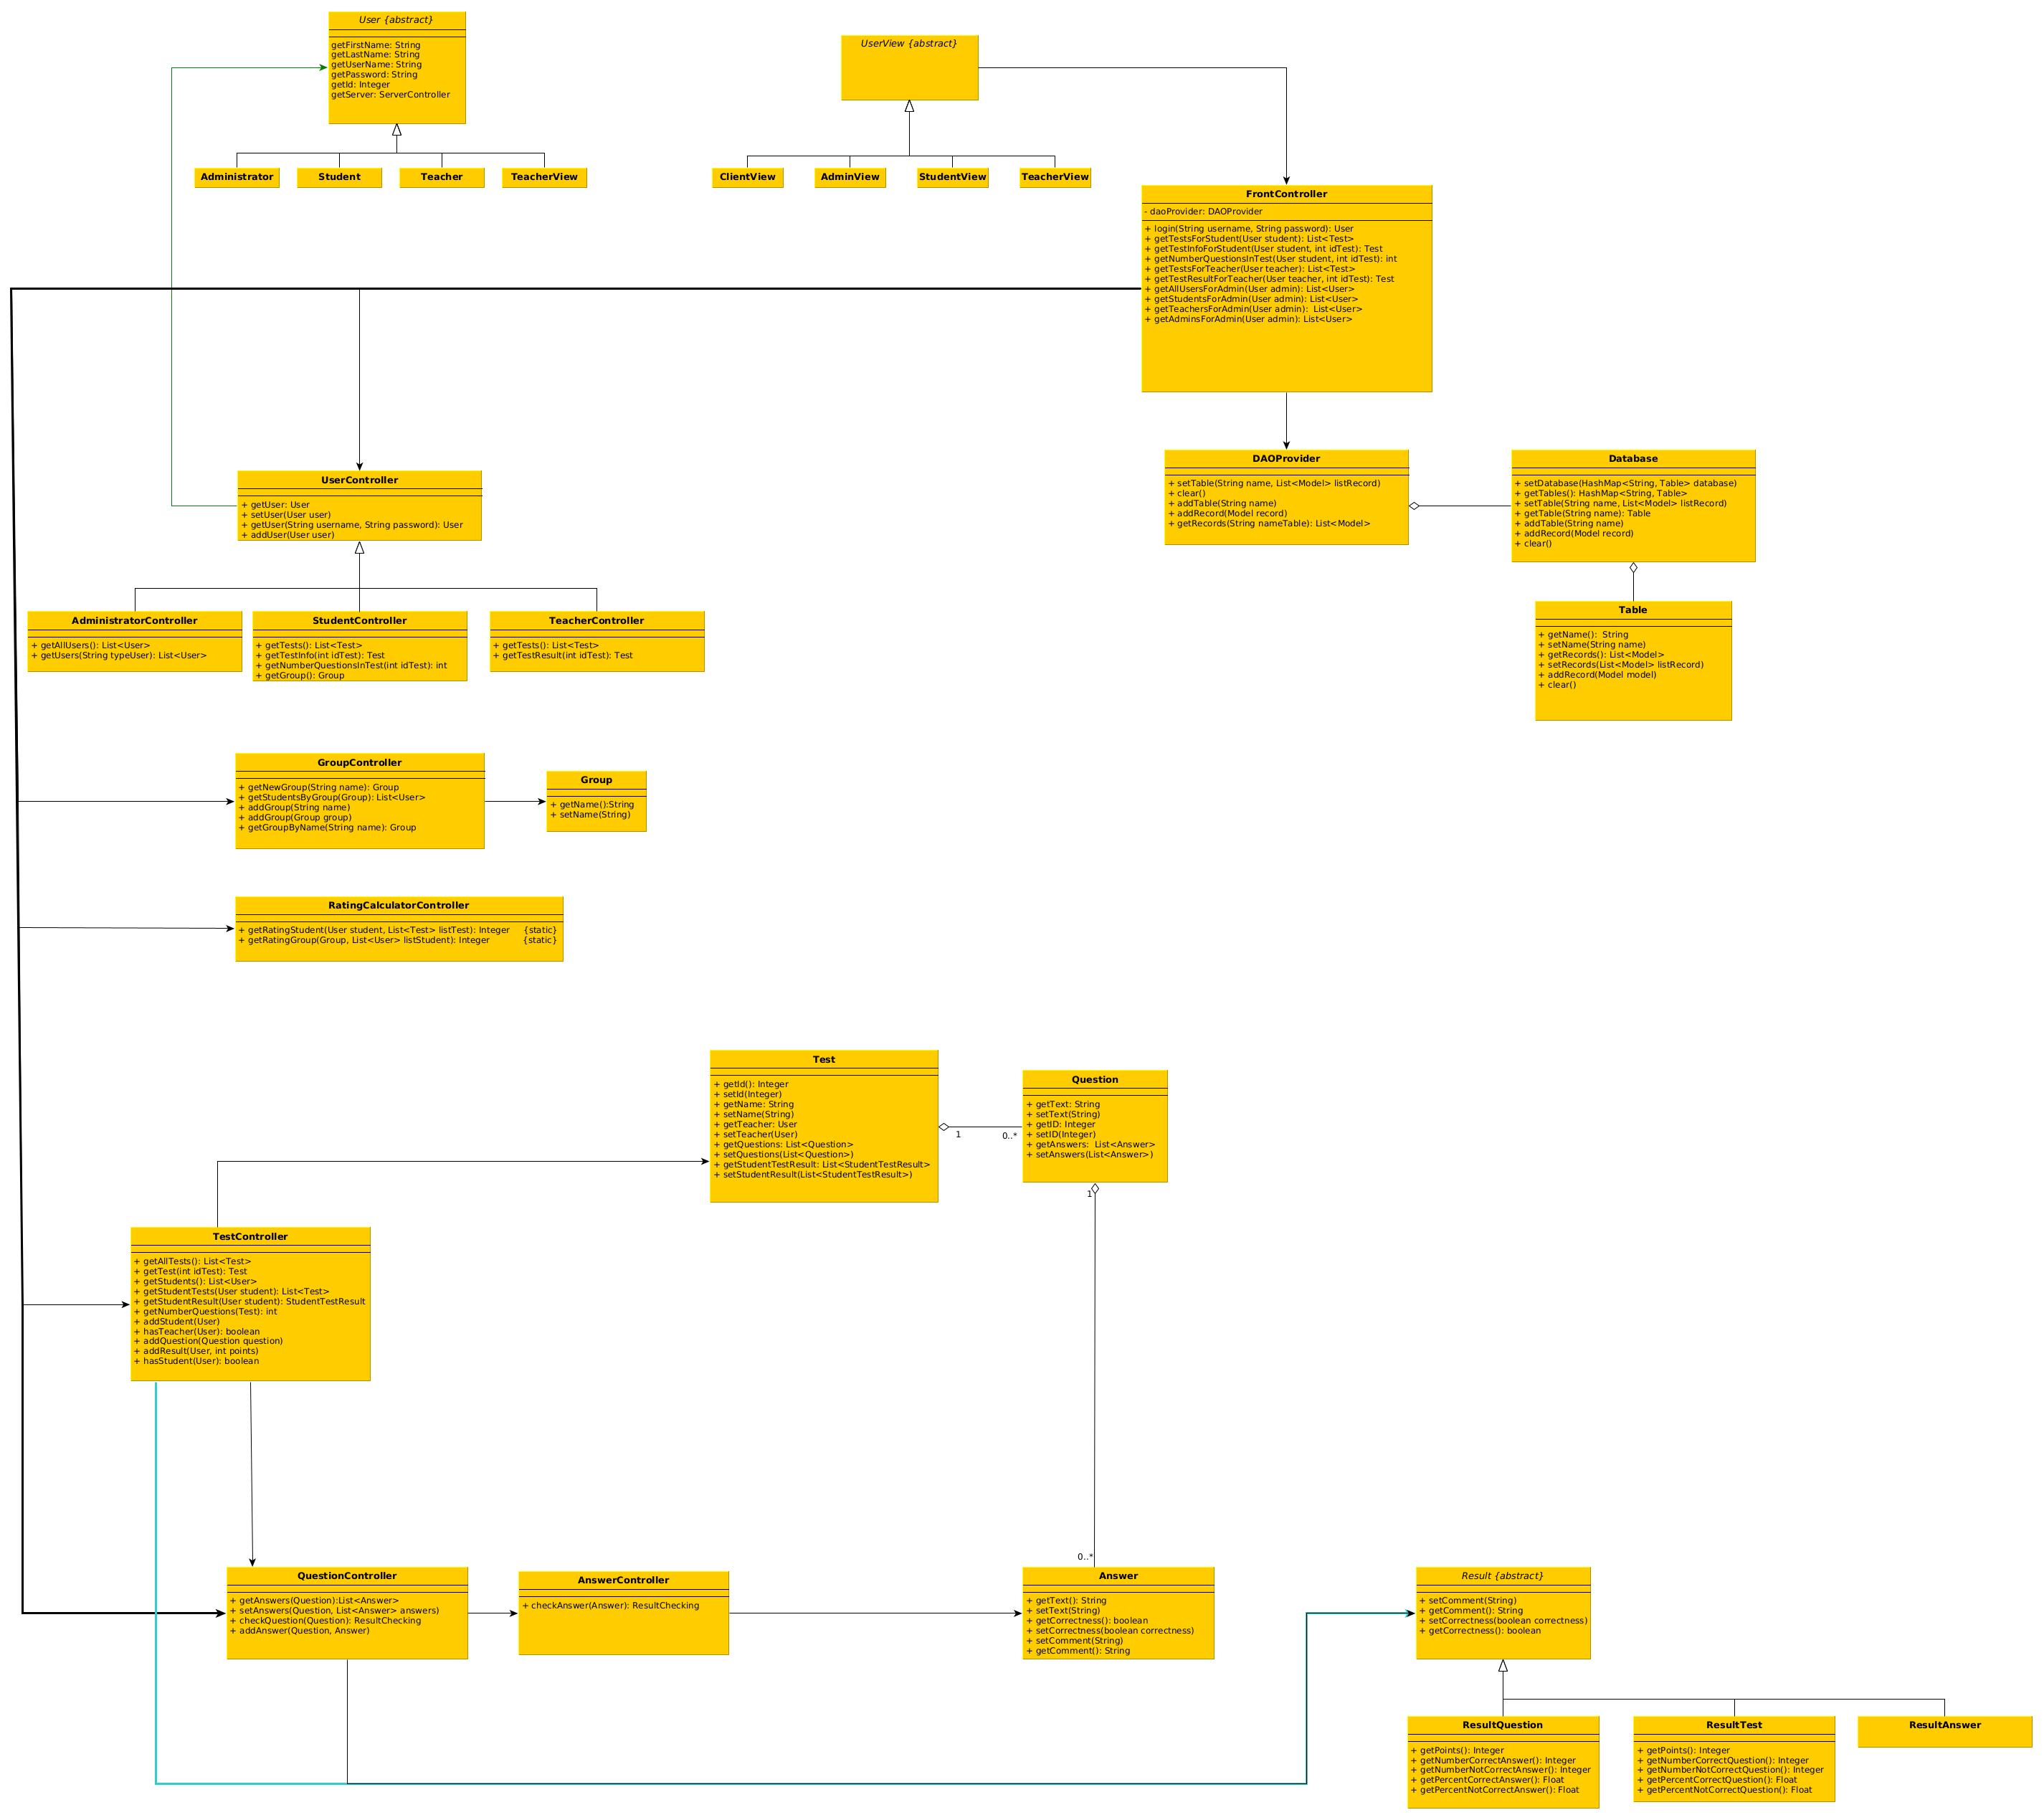 User {abstract}
getFirstName: String
getLastName: String
getUserName: String
getPassword: String
getId: Integer
getServer: ServerController
Administrator
Student
Teacher
TeacherView
UserView {abstract}
ClientView
AdminView
StudentView
TeacherView
FrontController
- daoProvider: DAOProvider
+ login(String username, String password): User
+ getTestsForStudent(User student): List<Test>
+ getTestInfoForStudent(User student, int idTest): Test
+ getNumberQuestionsInTest(User student, int idTest): int
+ getTestsForTeacher(User teacher): List<Test>
+ getTestResultForTeacher(User teacher, int idTest): Test
+ getAllUsersForAdmin(User admin): List<User>
+ getStudentsForAdmin(User admin): List<User>
+ getTeachersForAdmin(User admin):  List<User>
+ getAdminsForAdmin(User admin): List<User>
UserController
+ getUser: User
+ setUser(User user)
+ getUser(String username, String password): User
+ addUser(User user)
DAOProvider
+ setTable(String name, List<Model> listRecord)
+ clear()
+ addTable(String name)
+ addRecord(Model record)
+ getRecords(String nameTable): List<Model>
Database
+ setDatabase(HashMap<String, Table> database)
+ getTables(): HashMap<String, Table>
+ setTable(String name, List<Model> listRecord)
+ getTable(String name): Table
+ addTable(String name)
+ addRecord(Model record)
+ clear()
AdministratorController
+ getAllUsers(): List<User>
+ getUsers(String typeUser): List<User>
StudentController
+ getTests(): List<Test>
+ getTestInfo(int idTest): Test
+ getNumberQuestionsInTest(int idTest): int
+ getGroup(): Group
TeacherController
+ getTests(): List<Test>
+ getTestResult(int idTest): Test
Table
+ getName():  String
+ setName(String name)
+ getRecords(): List<Model>
+ setRecords(List<Model> listRecord)
+ addRecord(Model model)
+ clear()
GroupController
+ getNewGroup(String name): Group
+ getStudentsByGroup(Group): List<User>
+ addGroup(String name)
+ addGroup(Group group)
+ getGroupByName(String name): Group
Group
+ getName():String
+ setName(String)
RatingCalculatorController
+ getRatingStudent(User student, List<Test> listTest): Integer {static}
+ getRatingGroup(Group, List<User> listStudent): Integer {static}
Test
+ getId(): Integer
+ setId(Integer)
+ getName: String
+ setName(String)
+ getTeacher: User
+ setTeacher(User)
+ getQuestions: List<Question>
+ setQuestions(List<Question>)
+ getStudentTestResult: List<StudentTestResult>
+ setStudentResult(List<StudentTestResult>)
1
0..*
Question
+ getText: String
+ setText(String)
+ getID: Integer
+ setID(Integer)
+ getAnswers:  List<Answer>
+ setAnswers(List<Answer>)
1
0..*
TestController
+ getAllTests(): List<Test>
+ getTest(int idTest): Test
+ getStudents(): List<User>
+ getStudentTests(User student): List<Test>
+ getStudentResult(User student): StudentTestResult
+ getNumberQuestions(Test): int
+ addStudent(User)
+ hasTeacher(User): boolean
+ addQuestion(Question question)
+ addResult(User, int points)
+ hasStudent(User): boolean
QuestionController
+ getAnswers(Question):List<Answer>
+ setAnswers(Question, List<Answer> answers)
+ checkQuestion(Question): ResultChecking
+ addAnswer(Question, Answer)
AnswerController
+ checkAnswer(Answer): ResultChecking
Answer
+ getText(): String
+ setText(String)
+ getCorrectness(): boolean
+ setCorrectness(boolean correctness)
+ setComment(String)
+ getComment(): String
Result {abstract}
+ setComment(String)
+ getComment(): String
+ setCorrectness(boolean correctness)
+ getCorrectness(): boolean
ResultQuestion
+ getPoints(): Integer
+ getNumberCorrectAnswer(): Integer
+ getNumberNotCorrectAnswer(): Integer
+ getPercentCorrectAnswer(): Float
+ getPercentNotCorrectAnswer(): Float
ResultTest
+ getPoints(): Integer
+ getNumberCorrectQuestion(): Integer
+ getNumberNotCorrectQuestion(): Integer
+ getPercentCorrectQuestion(): Float
+ getPercentNotCorrectQuestion(): Float
ResultAnswer